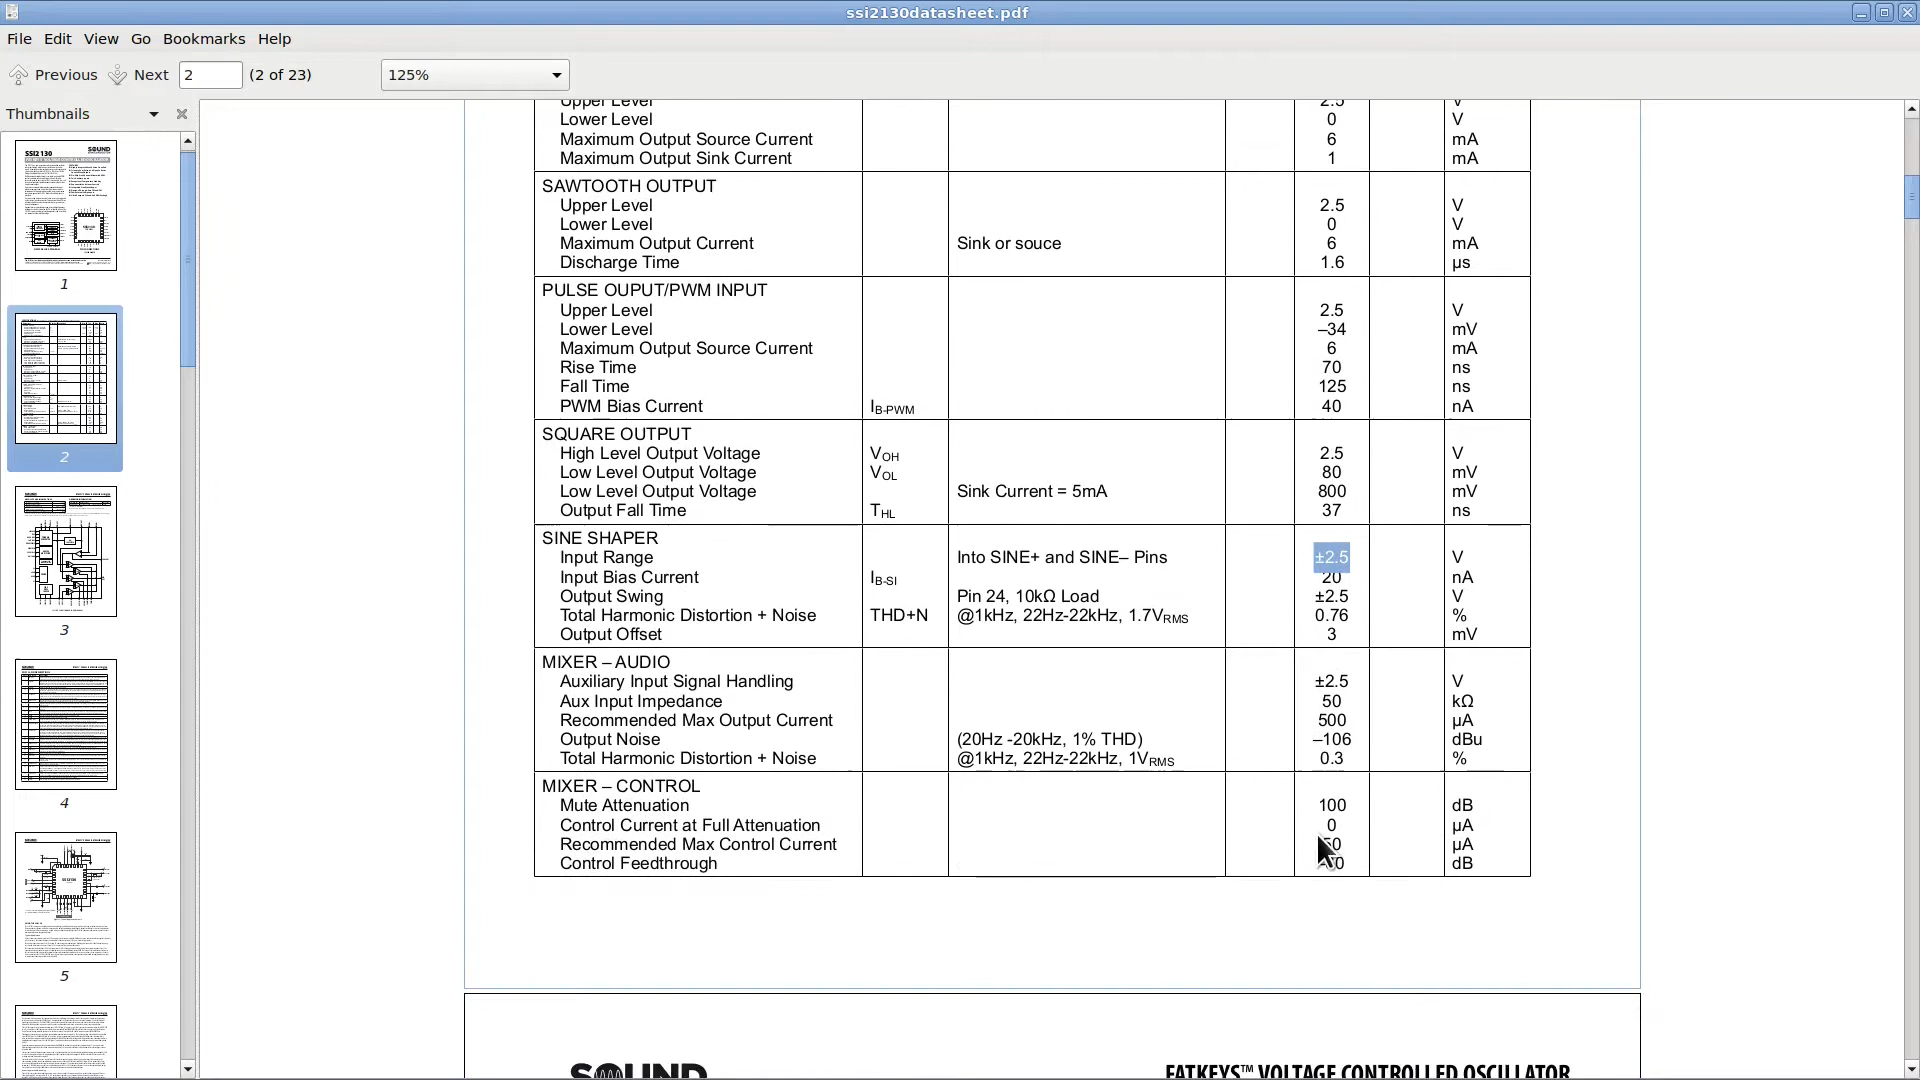 ssi2130datasheet.pdf
File Edit View Go Bookmarks Help
Previous Next 2 (2 of 23) 125%
Thumbnails
SSI2130 SOUND
1
2
3
4
5
Upper Level 2.5 V
Lower Level 0 V
Maximum Output Source Current 6 mA
Maximum Output Sink Current 1 mA
SAWTOOTH OUTPUT
Upper Level 2.5 V
Lower Level 0 V
Maximum Output Current Sink or souce 6 mA
Discharge Time 1.6 µs
PULSE OUPUT/PWM INPUT
Upper Level 2.5 V
Lower Level –34 mV
Maximum Output Source Current 6 mA
Rise Time 70 ns
Fall Time 125 ns
PWM Bias Current IB-PWM 40 nA
SQUARE OUTPUT
High Level Output Voltage VOH 2.5 V
Low Level Output Voltage VOL 80 mV
Low Level Output Voltage Sink Current = 5mA 800 mV
Output Fall Time THL 37 ns
SINE SHAPER
Input Range Into SINE+ and SINE– Pins ±2.5 V
Input Bias Current IB-SI 20 nA
Output Swing Pin 24, 10kΩ Load ±2.5 V
Total Harmonic Distortion + Noise THD+N @1kHz, 22Hz-22kHz, 1.7VRMS 0.76 %
Output Offset 3 mV
MIXER – AUDIO
Auxiliary Input Signal Handling ±2.5 V
Aux Input Impedance 50 kΩ
Recommended Max Output Current 500 µA
Output Noise (20Hz -20kHz, 1% THD) –106 dBu
Total Harmonic Distortion + Noise @1kHz, 22Hz-22kHz, 1VRMS 0.3 %
MIXER – CONTROL
Mute Attenuation 100 dB
Control Current at Full Attenuation 0 µA
Recommended Max Control Current µA
Control Feedthrough dB
SOUND
FATKEYS™ VOLTAGE CONTROLLED OSCILLATOR